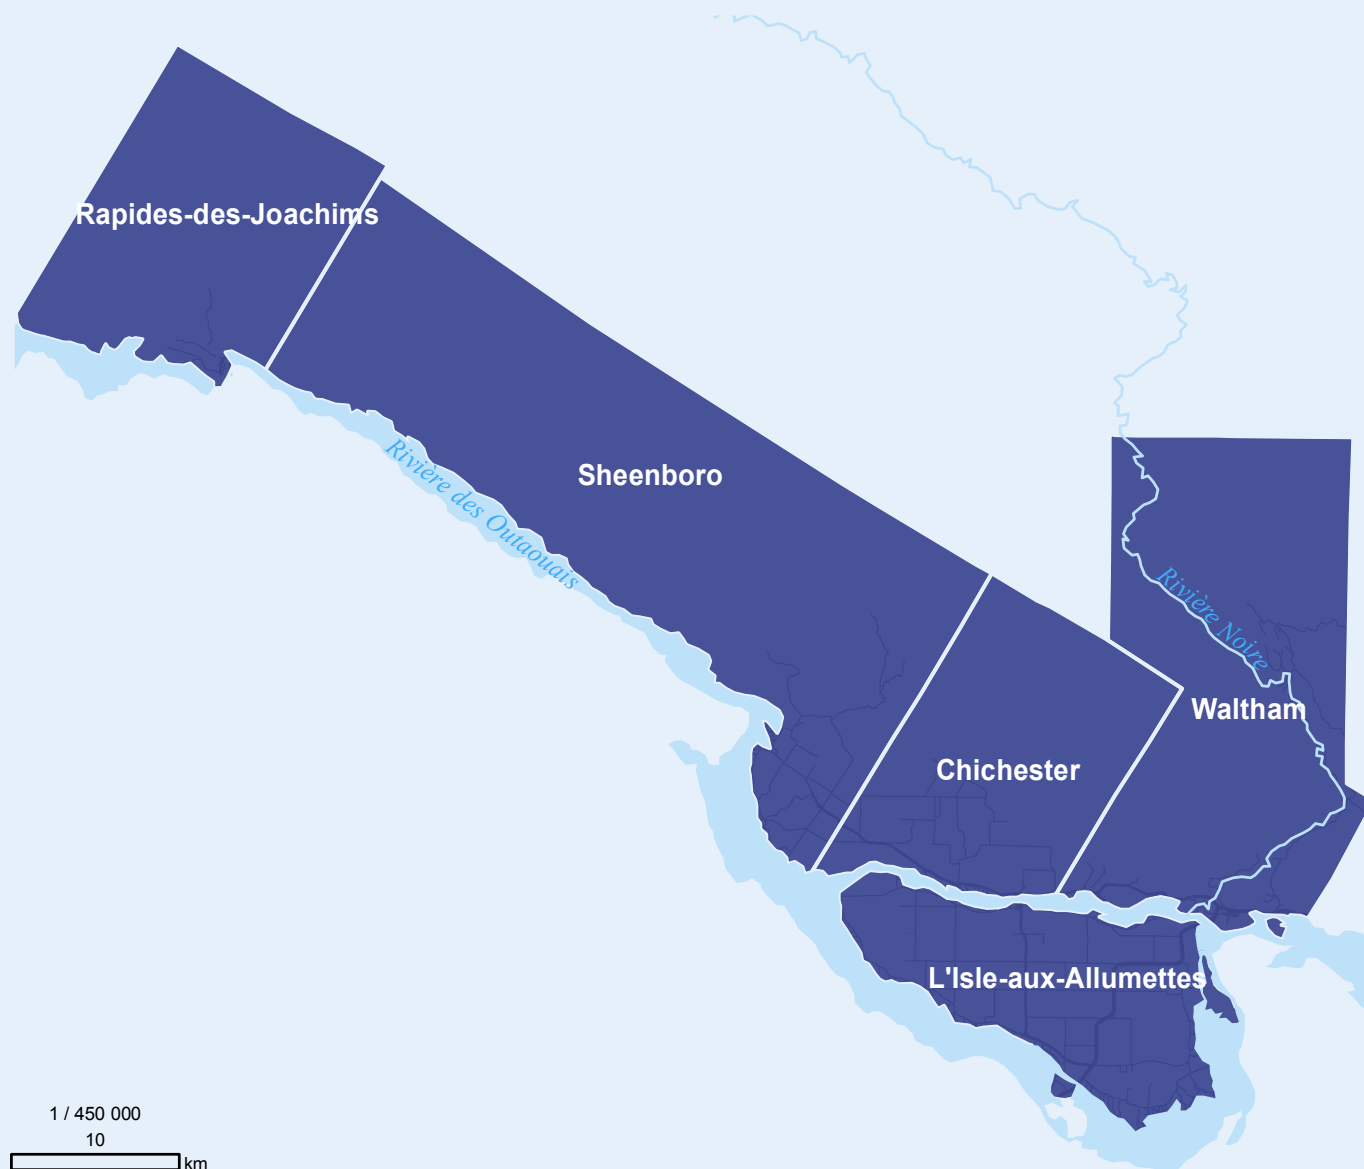 Rapides-des-Joachims
Sheenboro
Rivière des Outaouais
Rivière Noire
Waltham
Chichester
L'Isle-aux-Allumettes
1 / 450 000
10
km